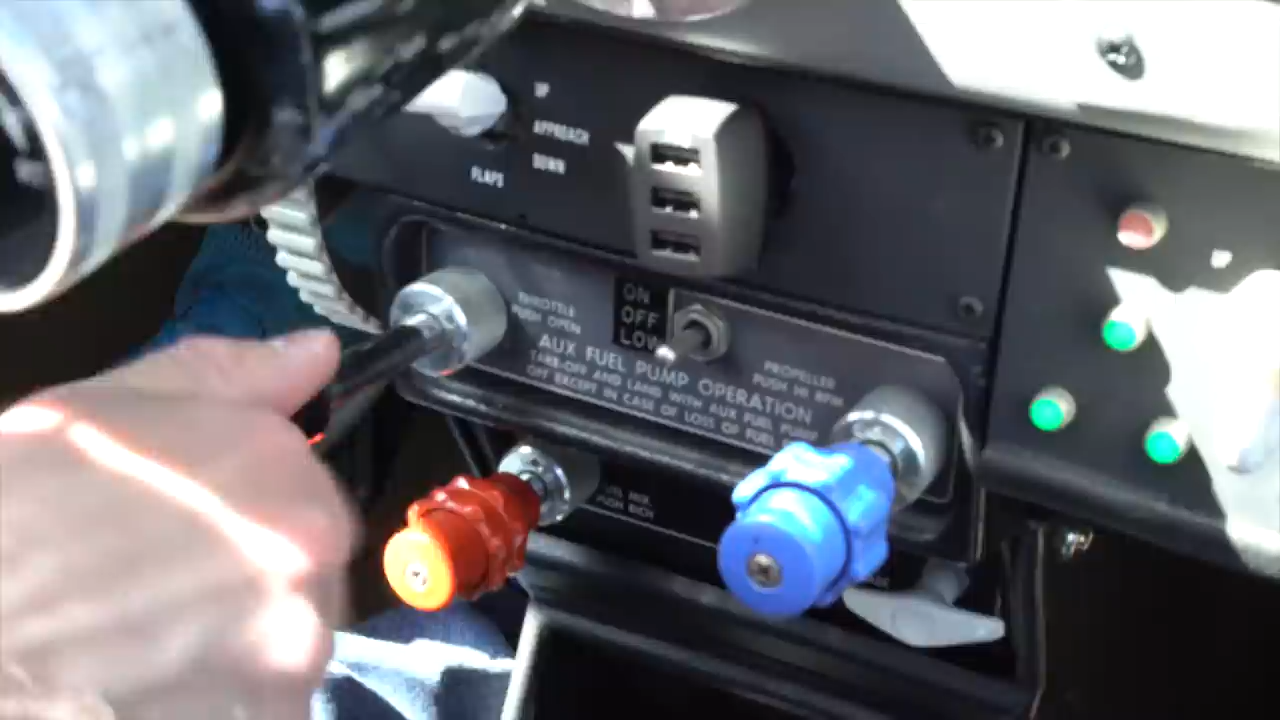 UP
APPROACH
DOWN
FLAPS
THROTTLE
PUSH OPEN
ON
OFF
LOW
AUX FUEL PUMP OPERATION
TAKE-OFF AND LAND WITH AUX FUEL PUMP
OFF EXCEPT IN CASE OF LOSS OF FUEL
PROPELLER
PUSH HI RPM
PUSH RICH